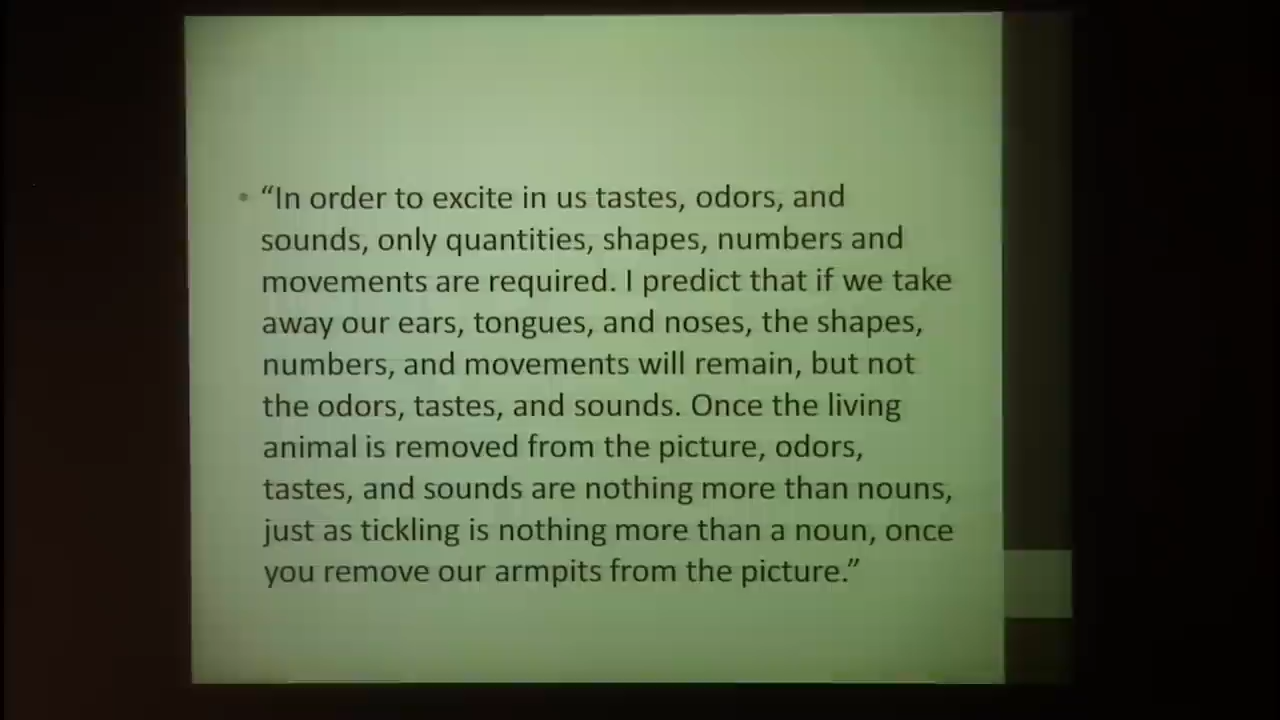 • “In order to excite in us tastes, odors, and
sounds, only quantities, shapes, numbers and
movements are required. I predict that if we take
away our ears, tongues, and noses, the shapes,
numbers, and movements will remain, but not
the odors, tastes, and sounds. Once the living
animal is removed from the picture, odors,
tastes, and sounds are nothing more than nouns,
just as tickling is nothing more than a noun, once
you remove our armpits from the picture.”